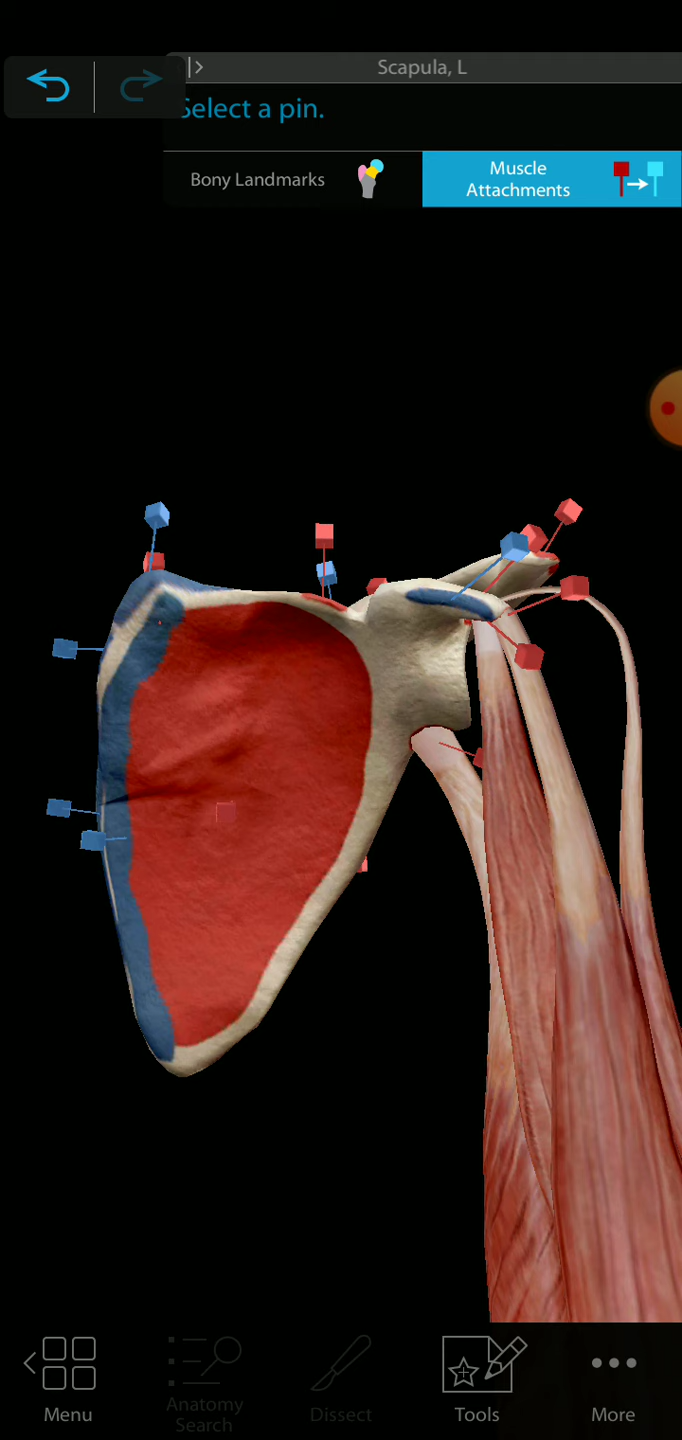 Scapula, L
Select a pin.
Bony Landmarks
Muscle
Attachments
Menu
Anatomy
Search
Dissect
Tools
More